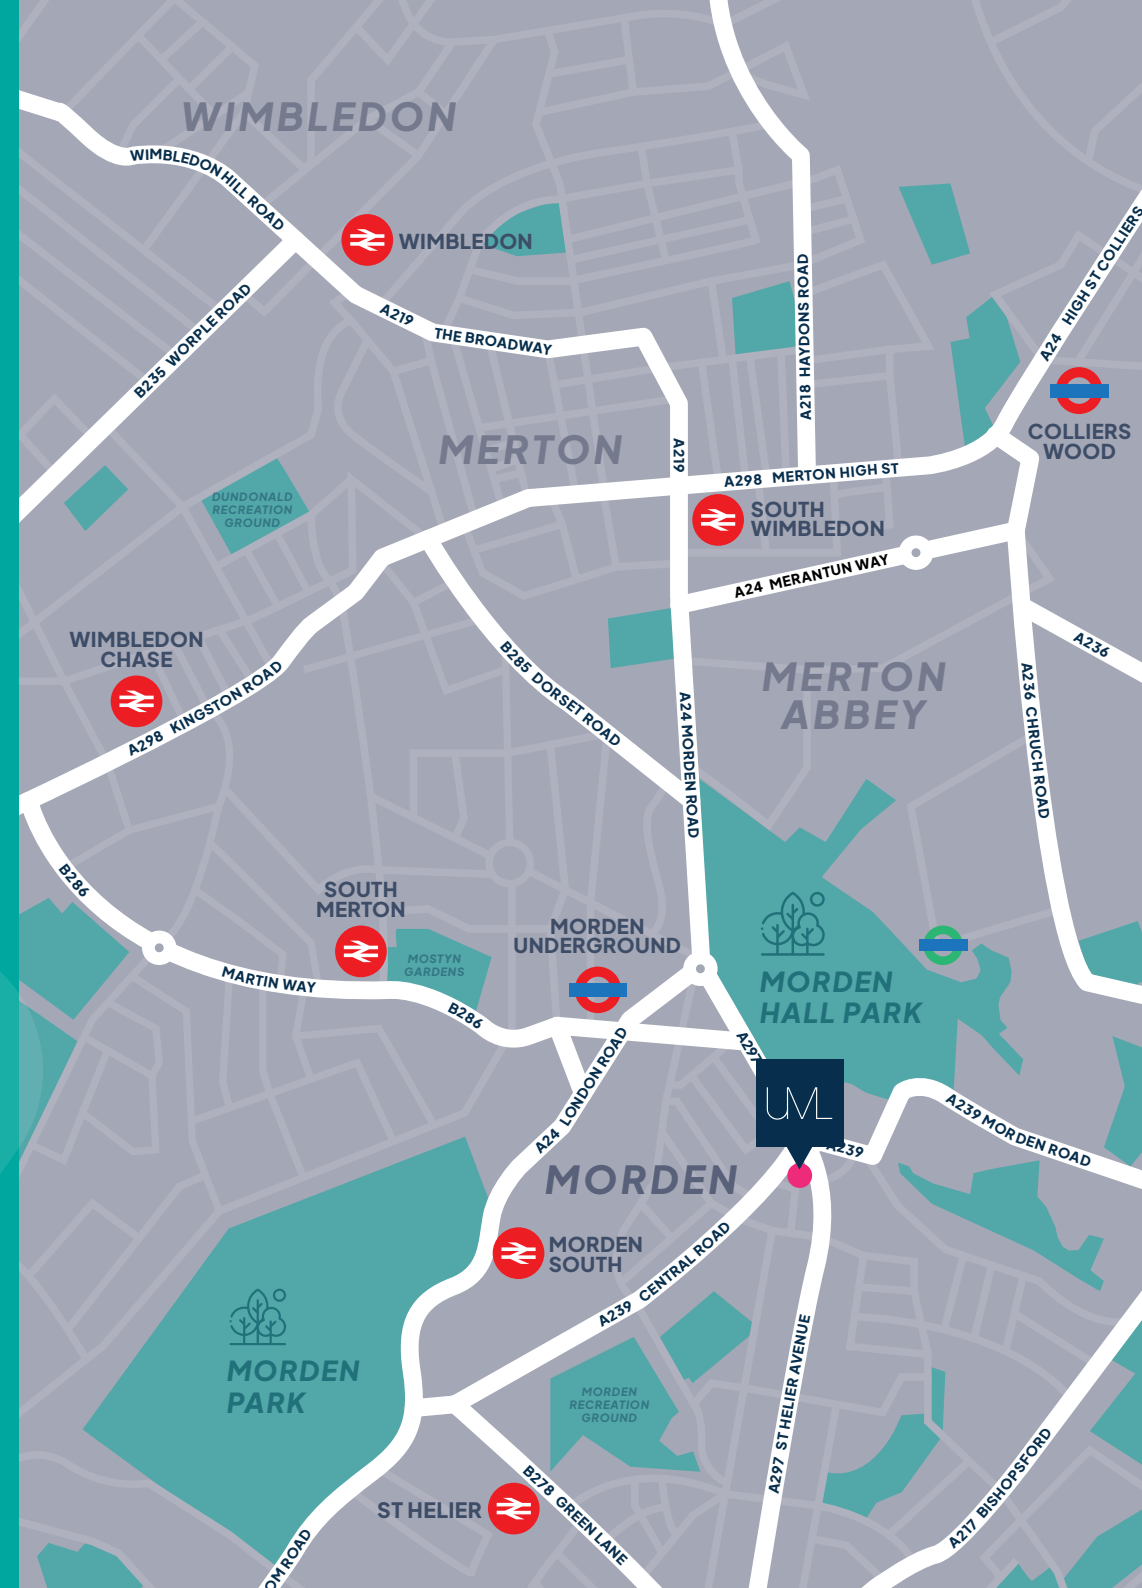 WIMBLEDON
WIMBLEDON HILL ROAD
WIMBLEDON
B235 WORPLE ROAD
A219
THE BROADWAY
A218 HAYDONS ROAD
A24 HIGH ST COLLIERS
COLLIERS
WOOD
MERTON
A219
A298 MERTON HIGH ST
SOUTH
WIMBLEDON
DUNDONALD
RECREATION
GROUND
A24 MERANTUN WAY
WIMBLEDON
CHASE
A298 KINGSTON ROAD
B285 DORSET ROAD
A24 MORDEN ROAD
MERTON
ABBEY
A236
A236 CHRUCH ROAD
B286
SOUTH
MERTON
MOSTYN
GARDENS
MARTIN WAY
B286
MORDEN
UNDERGROUND
MORDEN
HALL PARK
A297
UML
A239
A239 MORDEN ROAD
A24 LONDON ROAD
MORDEN
MORDEN
SOUTH
A239 CENTRAL ROAD
MORDEN
PARK
MORDEN
RECREATION
GROUND
A297 ST HELIER AVENUE
A217 BISHOPSFORD
ST HELIER
B278 GREEN LANE
OM ROAD